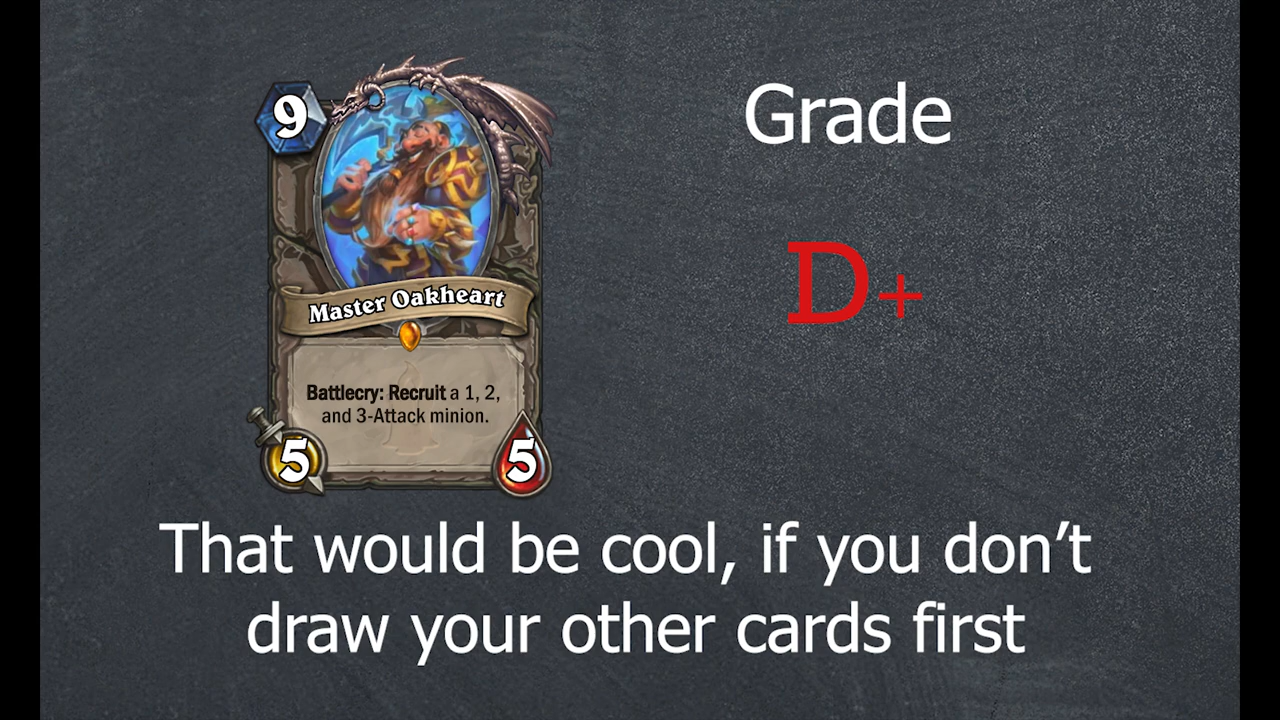 9
Grade
D+
Master Oakheart
Battlecry: Recruit a 1, 2,
and 3-Attack minion.
5
5
That would be cool, if you don't
draw your other cards first